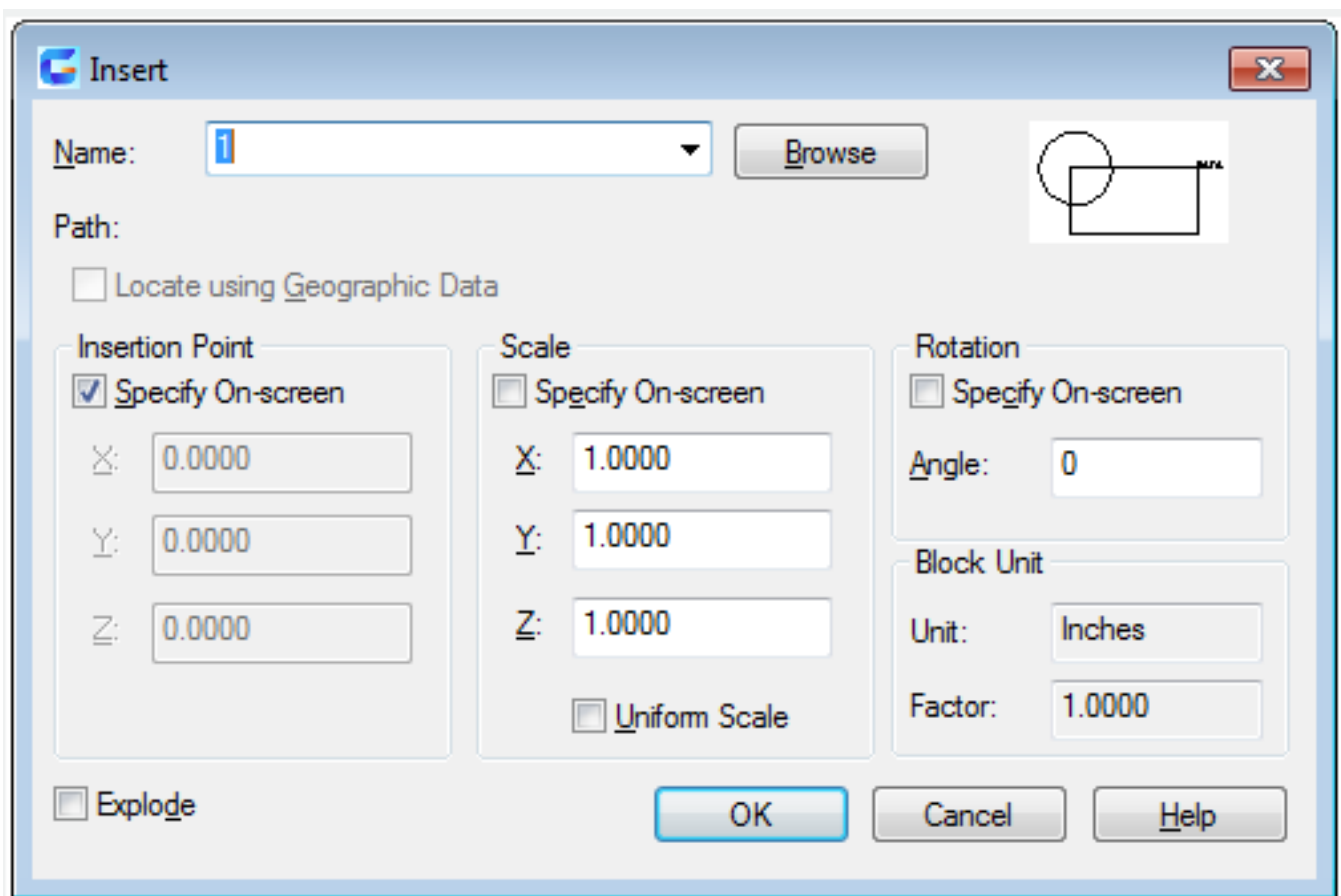 Insert
Name: 1 Browse
Path:
Locate using Geographic Data
Insertion Point
Specify On-screen
X: 0.0000
Y: 0.0000
Z: 0.0000
Scale
Specify On-screen
X: 1.0000
Y: 1.0000
Z: 1.0000
Uniform Scale
Rotation
Specify On-screen
Angle: 0
Block Unit
Unit: Inches
Factor: 1.0000
Explode
OK Cancel Help